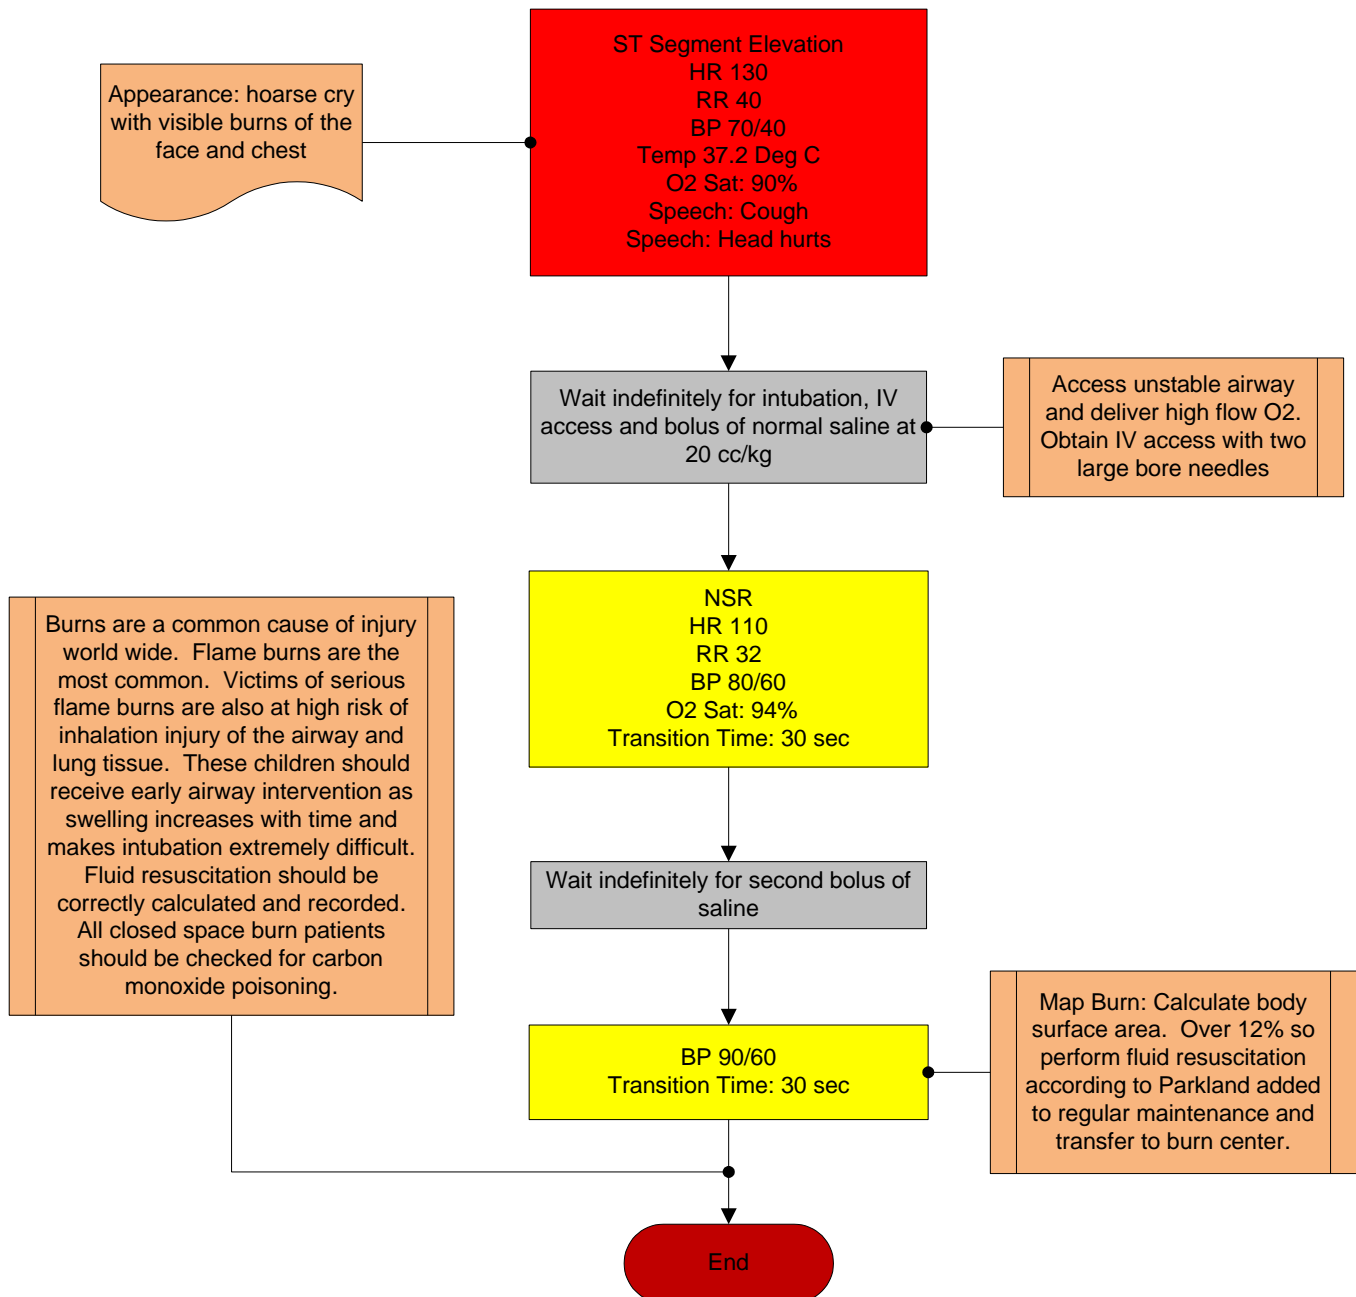 ST Segment Elevation
HR 130
RR 40
BP 70/40
Temp 37.2 Deg C
O2 Sat: 90%
Speech: Cough
Speech: Head hurts
Appearance: hoarse cry
with visible burns of the
face and chest
Wait indefinitely for intubation, IV
access and bolus of normal saline at
20 cc/kg
Access unstable airway
and deliver high flow O2.
Obtain IV access with two
large bore needles
NSR
HR 110
RR 32
BP 80/60
O2 Sat: 94%
Transition Time: 30 sec
Burns are a common cause of injury
world wide.  Flame burns are the
most common.  Victims of serious
flame burns are also at high risk of
inhalation injury of the airway and
lung tissue.  These children should
receive early airway intervention as
swelling increases with time and
makes intubation extremely difficult.
Fluid resuscitation should be
correctly calculated and recorded.
All closed space burn patients
should be checked for carbon
monoxide poisoning.
Wait indefinitely for second bolus of
saline
BP 90/60
Transition Time: 30 sec
Map Burn: Calculate body
surface area.  Over 12% so
perform fluid resuscitation
according to Parkland added
to regular maintenance and
transfer to burn center.
End